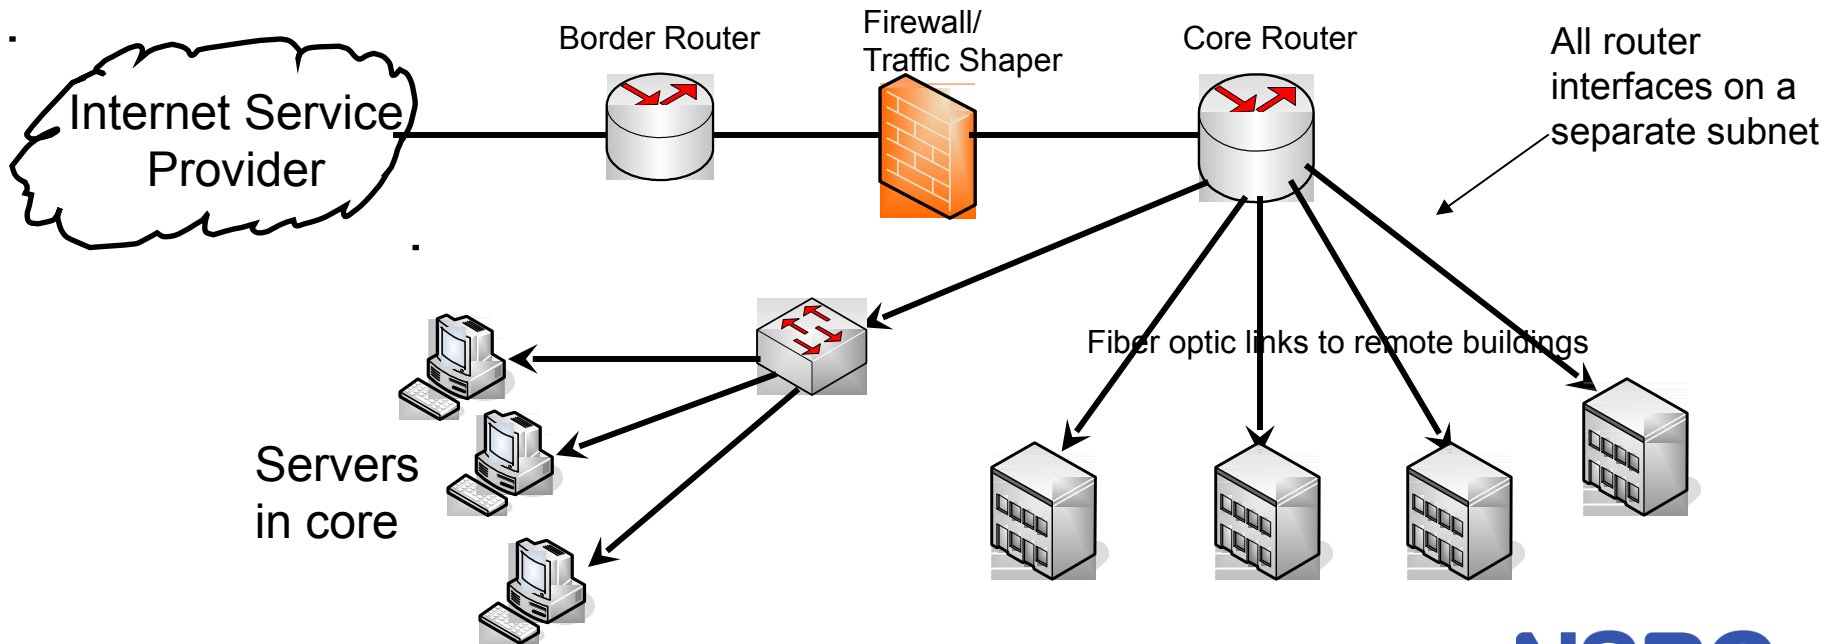 Internet Service
Provider
Border Router
Firewall/
Traffic Shaper
Core Router
All router
interfaces on a
separate subnet
Fiber optic links to remote buildings
Servers
in core